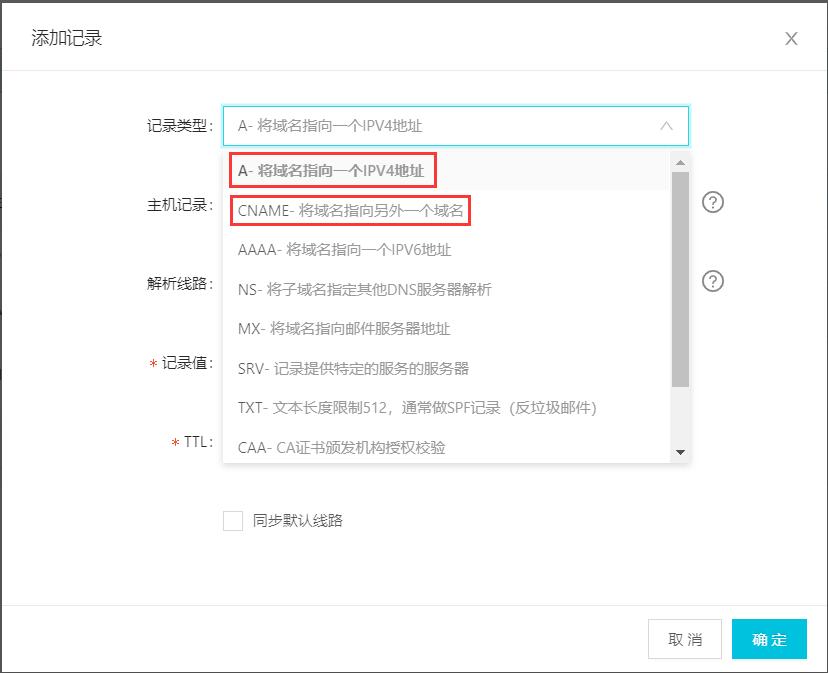 添加记录
记录类型：
A- 将域名指向一个IPV4地址
A- 将域名指向一个IPV4地址
主机记录：
CNAME- 将域名指向另外一个域名
AAAA- 将域名指向一个IPV6地址
解析线路：
NS- 将子域名指定其他DNS服务器解析
MX- 将域名指向邮件服务器地址
* 记录值：
SRV- 记录提供特定的服务的服务器
TXT- 文本长度限制512，通常做SPF记录（反垃圾邮件）
* TTL：
CAA- CA证书颁发机构授权校验
同步默认线路
取 消
确 定